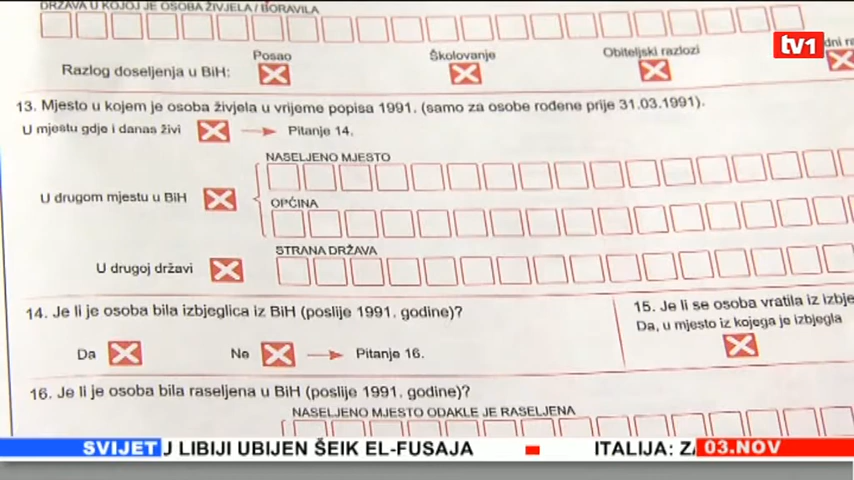 DRŽAVA U KOJOJ JE OSOBA ŽIVJELA / BORAVILA
tv1
Razlog doseljenja u BiH:
Posao
Školovanje
Obiteljski razlozi
13. Mjesto u kojem je osoba živjela u vrijeme popisa 1991. (samo za osobe rođene prije 31.03.1991).
U mjestu gdje i danas živi
Pitanje 14.
NASELJENO MJESTO
U drugom mjestu u BiH
OPĆINA
STRANA DRŽAVA
U drugoj državi
14. Je li je osoba bila izbjeglica iz BiH (poslije 1991. godine)?
Da
Ne
Pitanje 16.
15. Je li se osoba vratila iz izbje
Da, u mjesto iz kojega je izbjegla
16. Je li je osoba bila raseljena u BiH (poslije 1991. godine)?
NASELJENO MJESTO ODAKLE JE RASELJENA
SVIJET
U LIBIJI UBIJEN ŠEIK EL-FUSAJA
ITALIJA:
03.NOV